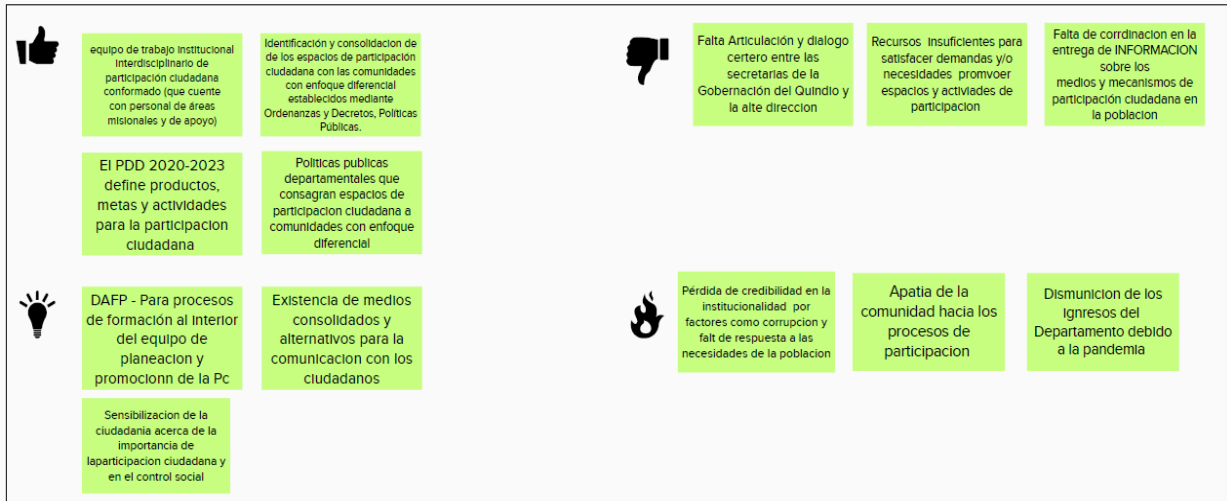 equipo de trabajo institucional
interdisciplinario de
participación ciudadana
conformado (que cuente
con personal de áreas
misionales y de apoyo)
Identificación y consolidacion de
de los espacios de participación
ciudadana con las comunidades
con enfoque diferencial
establecidos mediante
Ordenanzas y Decretos, Políticas
Públicas.
Falta Articulación y dialogo
certero entre las
secretarias de la
Gobernación del Quindio y
la alte direccion
Recursos insuficientes para
satisfacer demandas y/o
necesidades promvoer
espacios y activiades de
participacion
Falta de corrdinacion en la
entrega de INFORMACION
sobre los
medios y mecanismos de
participación ciudadana en
la poblacion
El PDD 2020-2023
define productos,
metas y actividades
para la participacion
ciudadana
Politicas publicas
departamentales que
consagran espacios de
participacion ciudadana a
comunidades con enfoque
diferencial
DAFP - Para procesos
de formación al interior
del equipo de
planeacion y
promocionn de la Pc
Existencia de medios
consolidados y
alternativos para la
comunicacion con los
ciudadanos
Pérdida de credibilidad en la
institucionalidad por
factores como corrupcion y
falt de respuesta a las
necesidades de la poblacion
Apatia de la
comunidad hacia los
procesos de
participacion
Dismunicion de los
ignresos del
Departamento debido
a la pandemia
Sensibilizacion de la
ciudadania acerca de la
importancia de
laparticipacion ciudadana y
en el control social